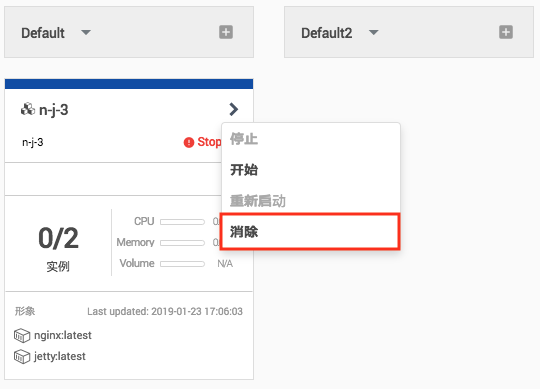 Default
Default2
n-j-3
n-j-3
Stop
停止
开始
重新启动
消除
0/2
实例
CPU
0/
Memory
0/
Volume
N/A
形象
Last updated: 2019-01-23 17:06:03
nginx:latest
jetty:latest